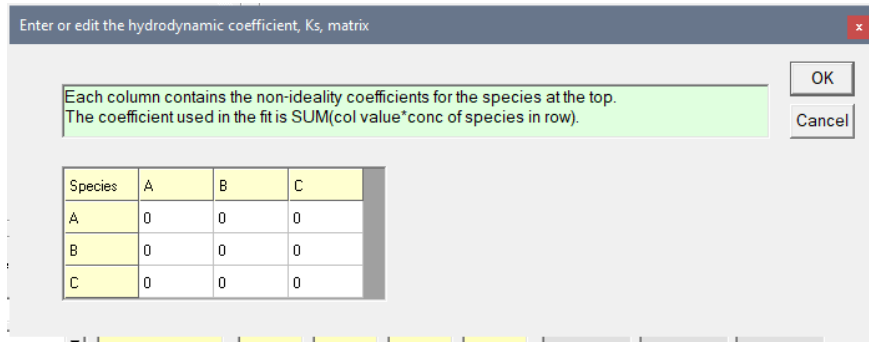 Enter or edit the hydrodynamic coefficient, Ks, matrix
x
Each column contains the non-ideality coefficients for the species at the top.
The coefficient used in the fit is SUM(col value*conc of species in row).
OK
Cancel
Species A B C
A 0 0 0
B 0 0 0
C 0 0 0